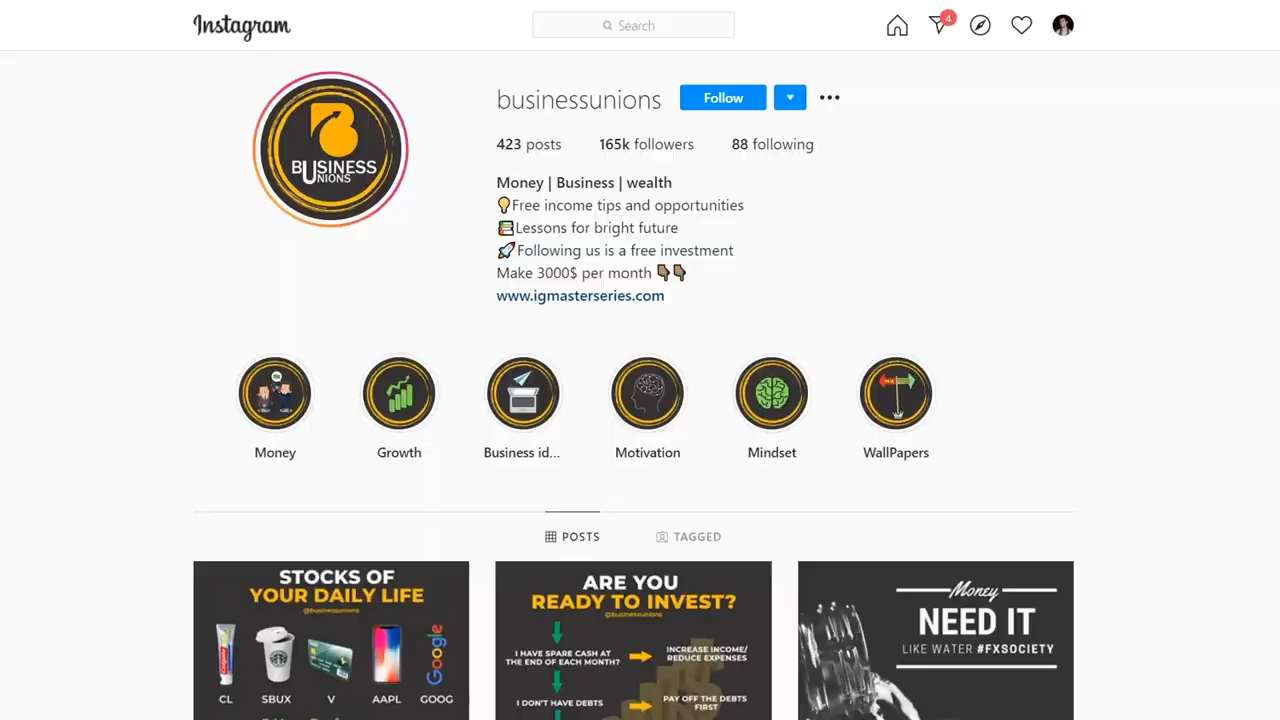 Instagram
Search
4
BUSINESS
UNIONS
businessunions
Follow
423 posts
165k followers
88 following
Money | Business | wealth
Free income tips and opportunities
Lessons for bright future
Following us is a free investment
Make 3000$ per month
www.igmasterseries.com
Money
Growth
Business id...
Motivation
Mindset
WallPapers
POSTS
TAGGED
STOCKS OF
YOUR DAILY LIFE
@businessunions
Colgate
Google
CL
SBUX
V
AAPL
GOOG
ARE YOU
READY TO INVEST?
@businessunions
I HAVE SPARE CASH AT
THE END OF EACH MONTH?
INCREASE INCOME/
REDUCE EXPENSES
I DON'T HAVE DEBTS
PAY OFF THE DEBTS
FIRST
Money
NEED IT
LIKE WATER #FXSOCIETY